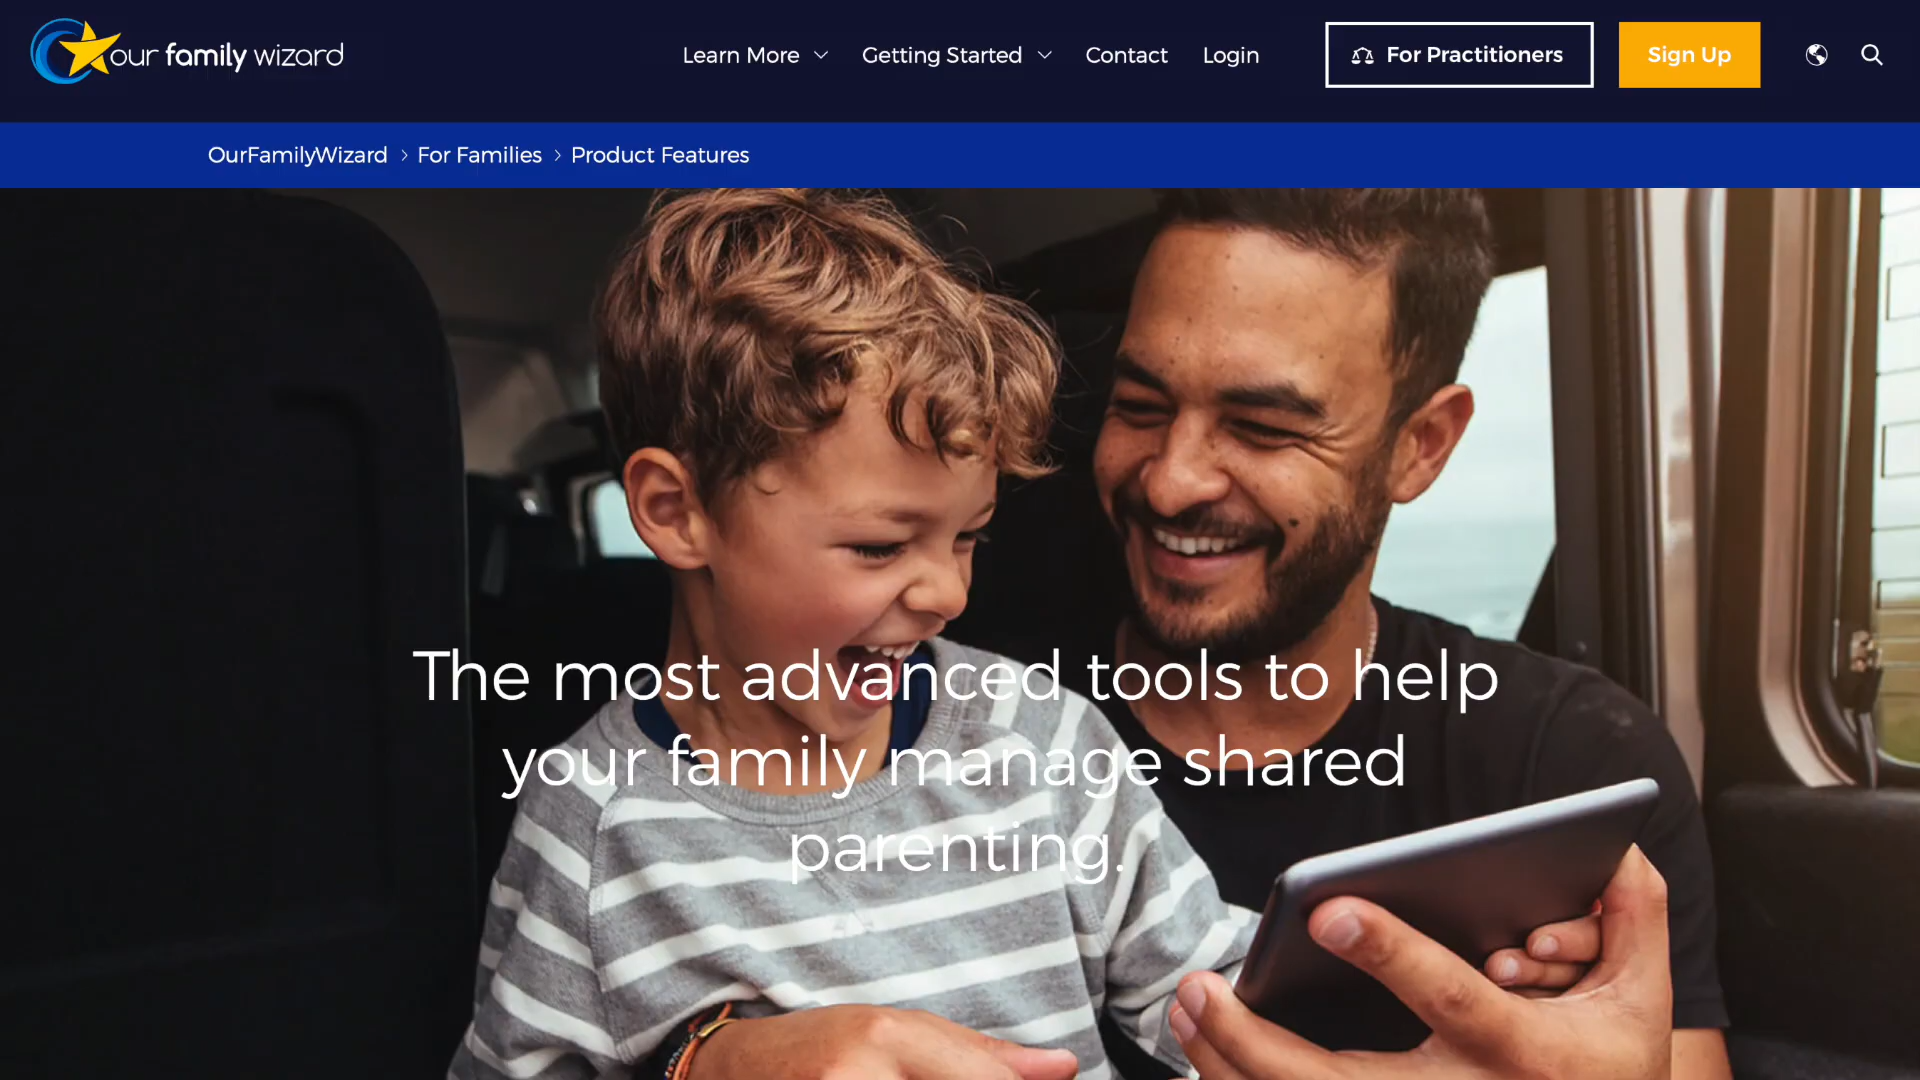 our family wizard
Learn More
Getting Started
Contact
Login
For Practitioners
Sign Up
OurFamilyWizard > For Families > Product Features
The most advanced tools to help
your family manage shared
parenting.